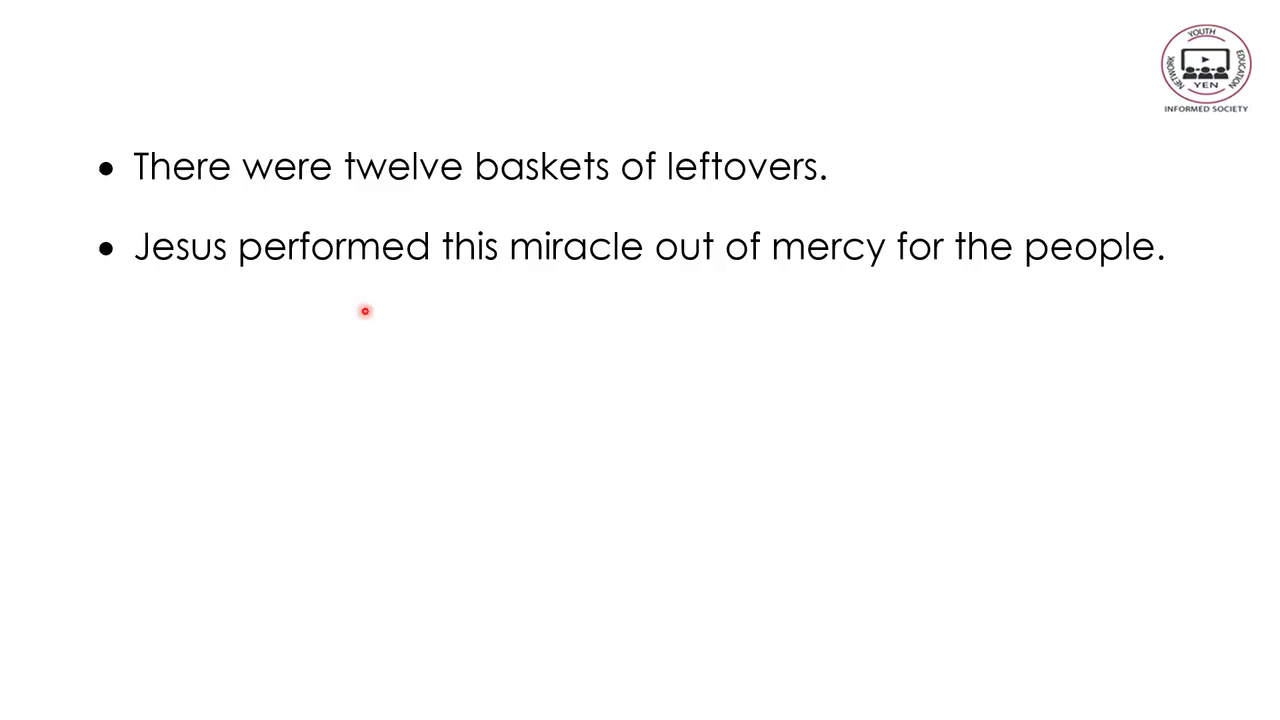 YOUTH
EDUCATION
NETWORK
YEN
INFORMED SOCIETY
• There were twelve baskets of leftovers.
• Jesus performed this miracle out of mercy for the people.